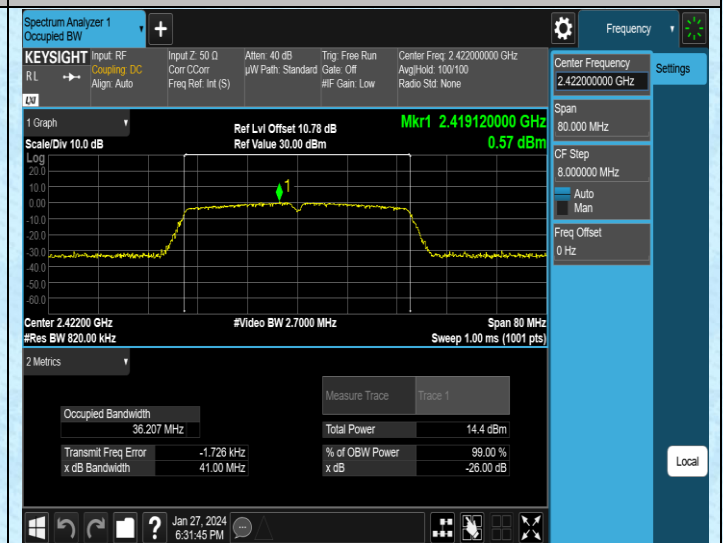 Spectrum Analyzer 1
Occupied BW
+
Frequency
KEYSIGHT
RL
LXI
Input: RF
Coupling: DC
Align: Auto
Input Z: 50 Ω
Corr CCorr
Freq Ref: Int (S)
Atten: 40 dB
µW Path: Standard
Trig: Free Run
Gate: Off
#IF Gain: Low
Center Freq: 2.422000000 GHz
Avg|Hold: 100/100
Radio Std: None
Center Frequency
2.422000000 GHz
Settings
Span
80.000 MHz
CF Step
8.000000 MHz
Auto
Man
Freq Offset
0 Hz
1 Graph
Scale/Div 10.0 dB
Ref Lvl Offset 10.78 dB
Ref Value 30.00 dBm
Mkr1 2.419120000 GHz
0.57 dBm
Log
20.0
10.0
0.00
-10.0
-20.0
-30.0
-40.0
-50.0
-60.0
1
Center 2.42200 GHz
#Res BW 820.00 kHz
#Video BW 2.7000 MHz
Span 80 MHz
Sweep 1.00 ms (1001 pts)
2 Metrics
Measure Trace
Trace 1
Occupied Bandwidth
36.207 MHz
Total Power
14.4 dBm
Transmit Freq Error
-1.726 kHz
% of OBW Power
99.00 %
x dB Bandwidth
41.00 MHz
x dB
-26.00 dB
Local
?
Jan 27, 2024
6:31:45 PM